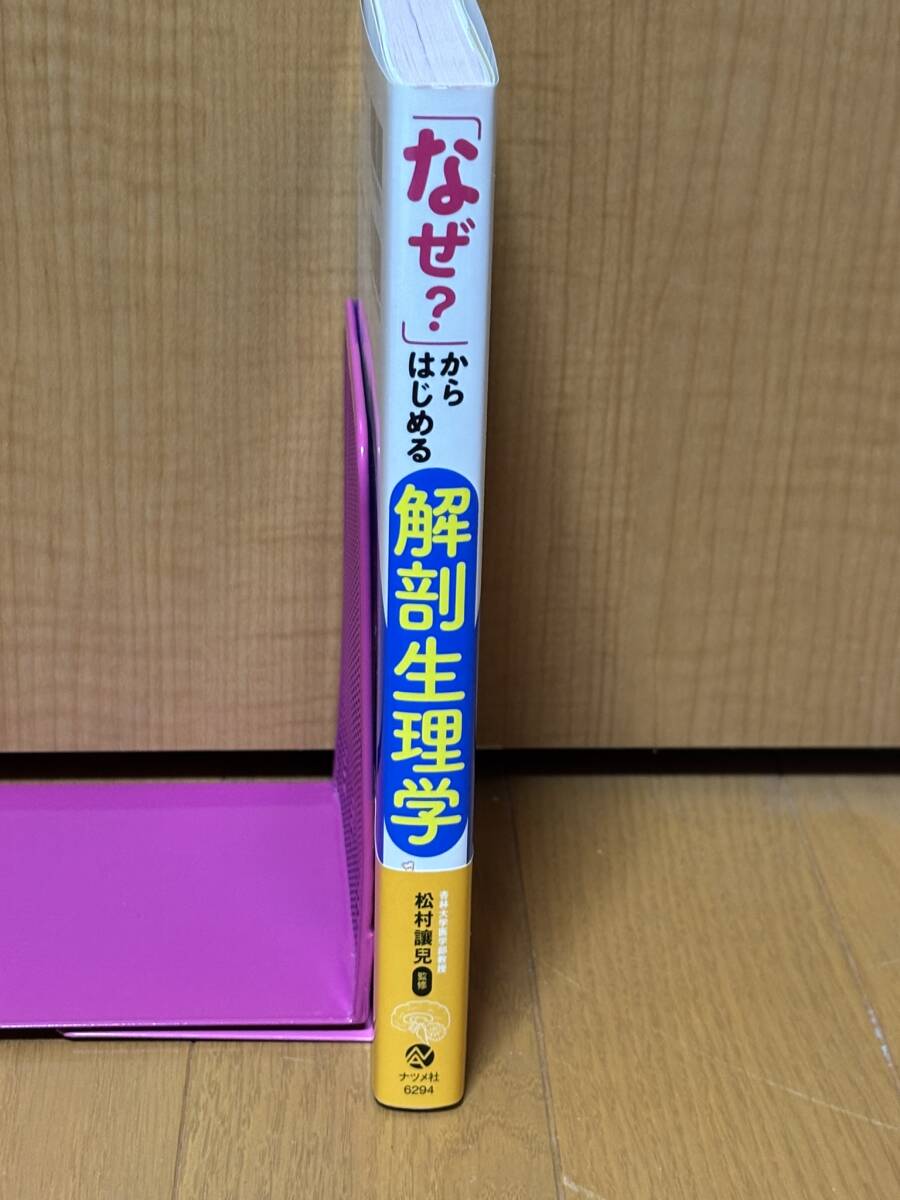 「なぜ?」
から
はじめる
解剖生理学
杏林大学医学部教授
松村讓兒
監修
ナツメ社
6294